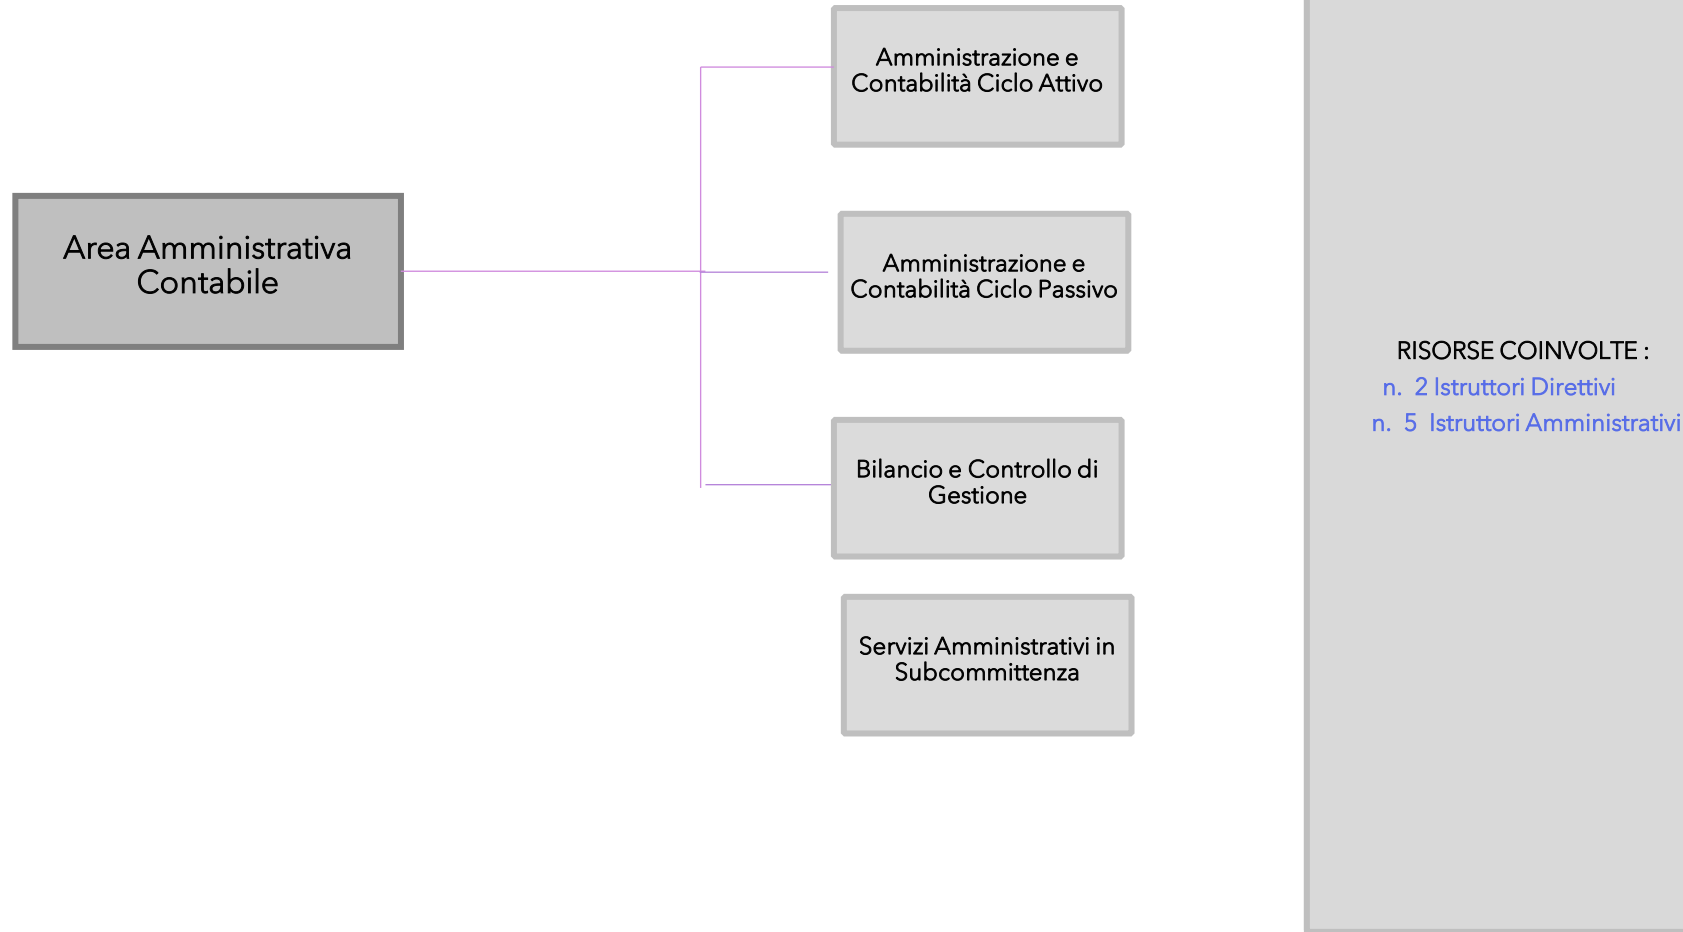 Area Amministrativa
Contabile
Amministrazione e
Contabilità Ciclo Attivo
Amministrazione e
Contabilità Ciclo Passivo
Bilancio e Controllo di
Gestione
Servizi Amministrativi in
Subcommittenza
RISORSE COINVOLTE :
n. 2 Istruttori Direttivi
n. 5 Istruttori Amministrativi